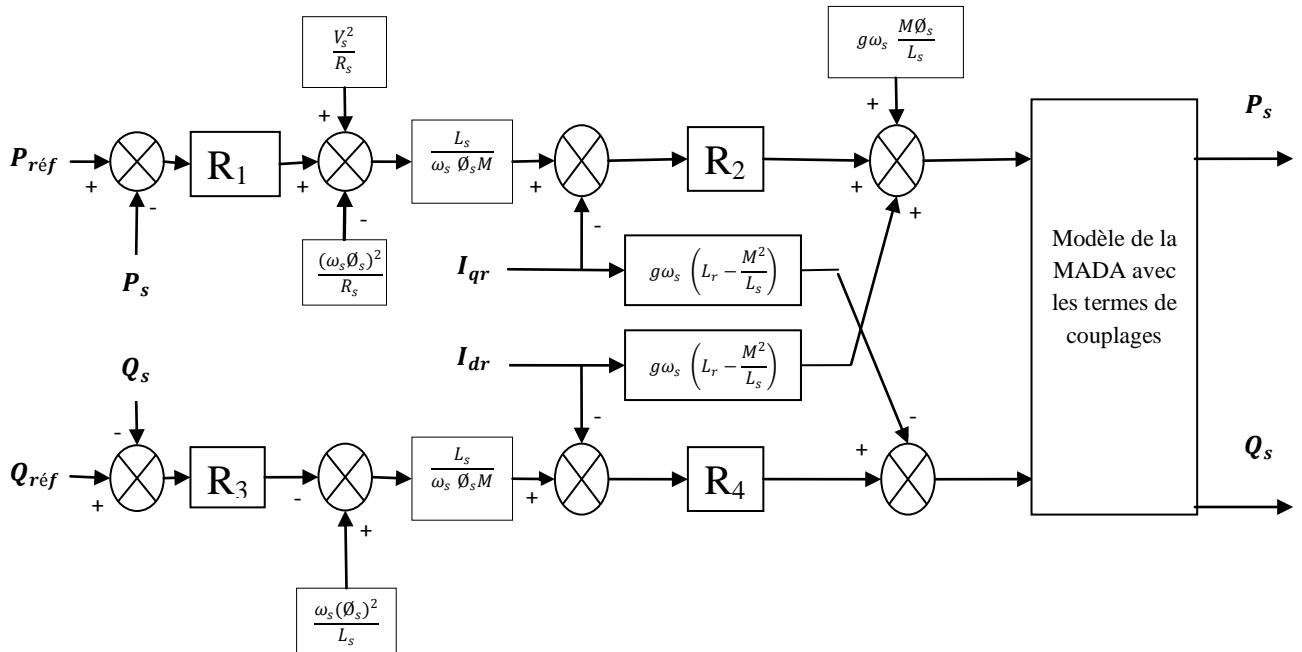 V_s^2 / R_s
gω_s MØ_s / L_s
+
+
P_réf
+
-
R_1
+
-
L_s / ω_s Ø_s M
+
-
R_2
+
+
P_s
P_s
(ω_sØ_s)^2 / R_s
I_qr
gω_s (L_r − M^2 / L_s)
Modèle de la
MADA avec
les termes de
couplages
I_dr
gω_s (L_r − M^2 / L_s)
Q_s
-
-
-
Q_réf
+
R_3
-
+
L_s / ω_s Ø_s M
+
R_4
+
Q_s
ω_s(Ø_s)^2 / L_s